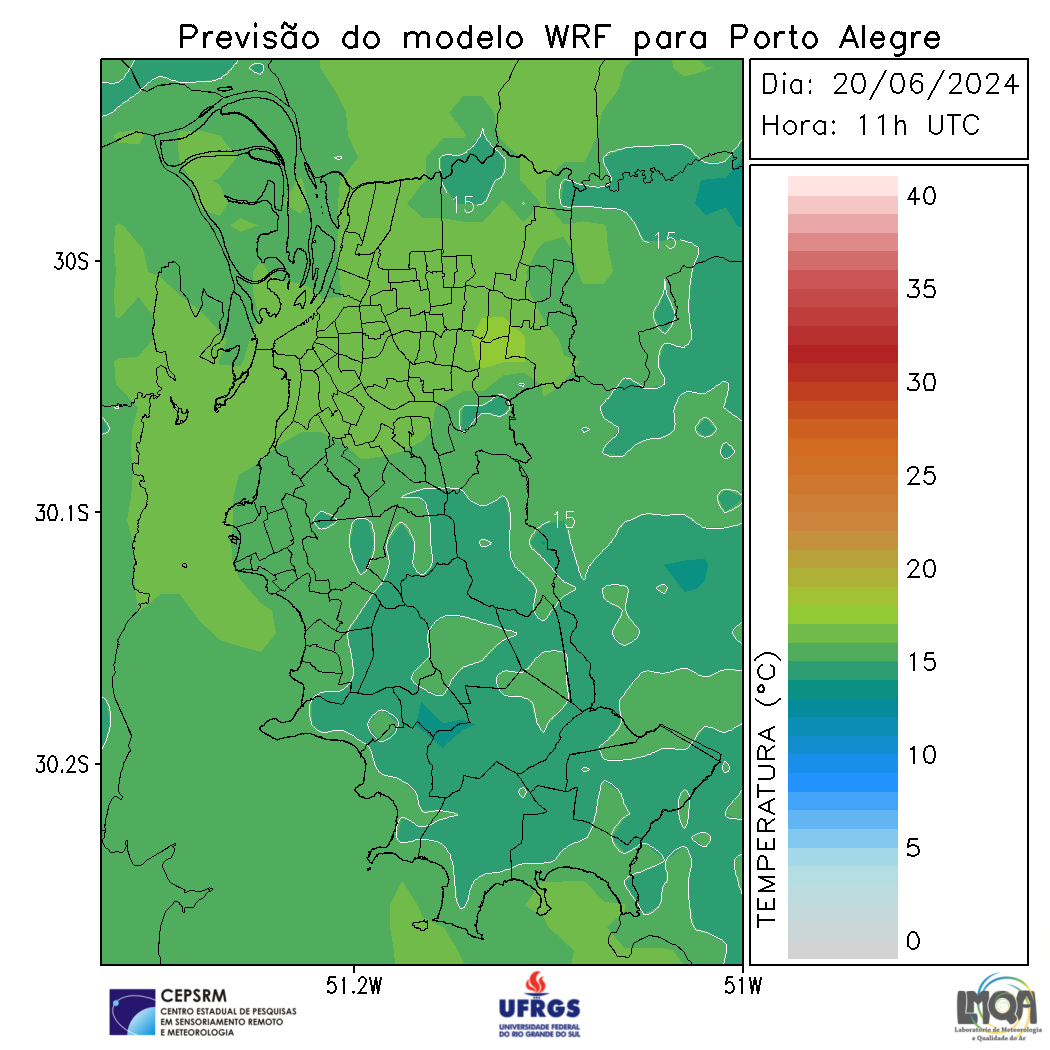 Previsão do modelo WRF para Porto Alegre
Dia: 20/06/2024
Hora: 11h UTC
15
15
15
30S
30.1S
30.2S
51.2W
51W
40
35
30
25
20
15
10
5
0
TEMPERATURA (°C)
CEPSRM
CENTRO ESTADUAL DE PESQUISAS
EM SENSORIAMENTO REMOTO
E METEOROLOGIA
UFRGS
UNIVERSIDADE FEDERAL
DO RIO GRANDE DO SUL
LMQA
Laboratório de Meteorologia
e Qualidade do Ar